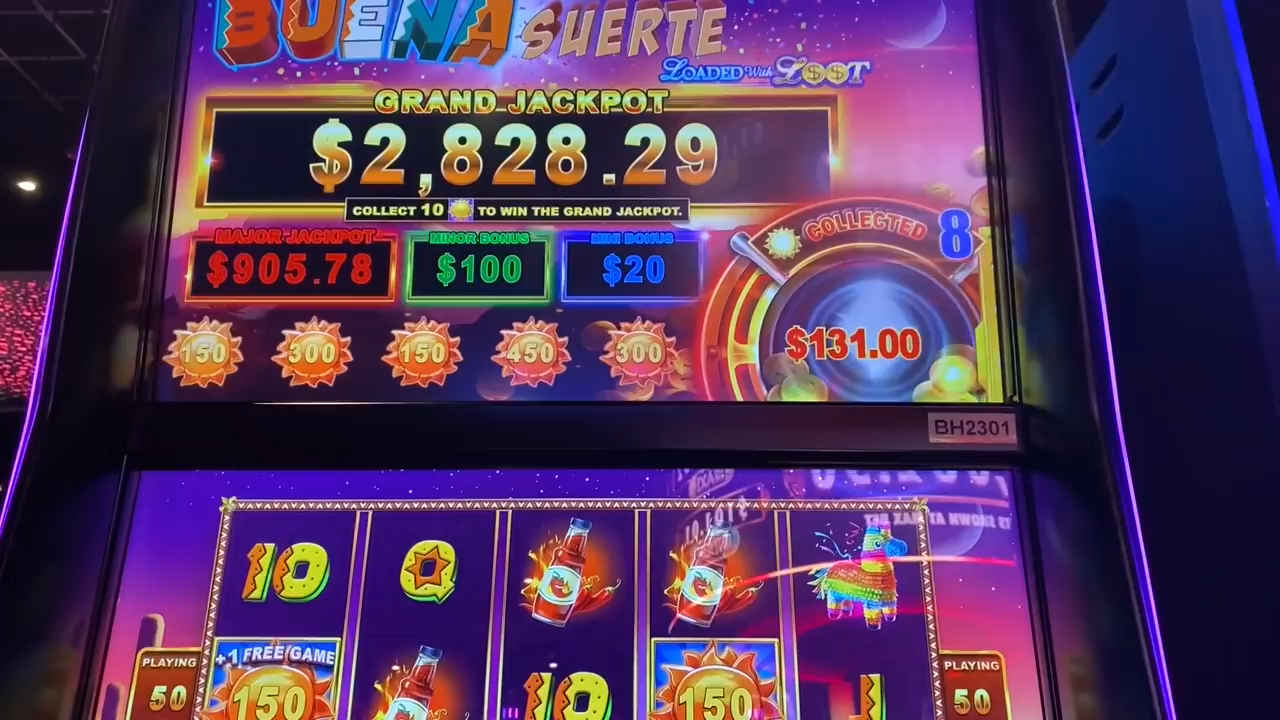 BUENA
SUERTE
LOADED With L$$T
GRAND JACKPOT
$2,828.29
COLLECT 10 TO WIN THE GRAND JACKPOT.
COLLECTED 8
MAJOR JACKPOT
$905.78
MINOR BONUS
$100
MINI BONUS
$20
$131.00
150
300
150
450
300
BH2301
10
Q
+1 FREE GAME
150
10
150
J
PLAYING
50
PLAYING
50